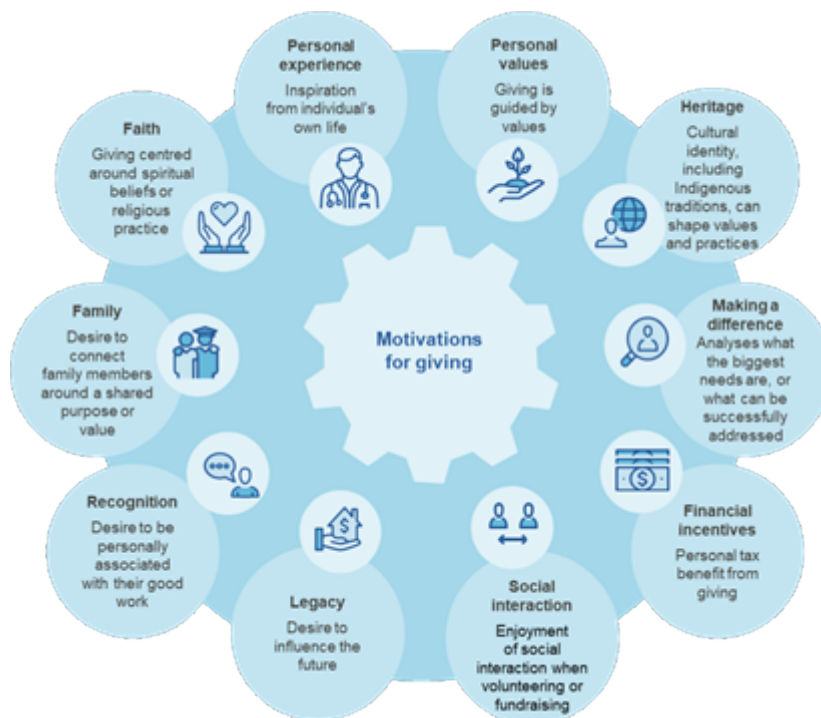 Personal
experience
Inspiration
from individual's
own life
Personal
values
Giving is
guided by
values
Heritage
Cultural
identity,
including
Indigenous
traditions, can
shape values
and practices
Making a
difference
Analyses what
the biggest
needs are, or
what can be
successfully
addressed
Financial
incentives
Personal tax
benefit from
giving
Social
interaction
Enjoyment
of social
interaction when
volunteering or
fundraising
Legacy
Desire to
influence the
future
Recognition
Desire to be
personally
associated
with their good
work
Family
Desire to
connect
family members
around a shared
purpose or
value
Faith
Giving centred
around spiritual
beliefs or
religious
practice
Motivations
for giving
$
$